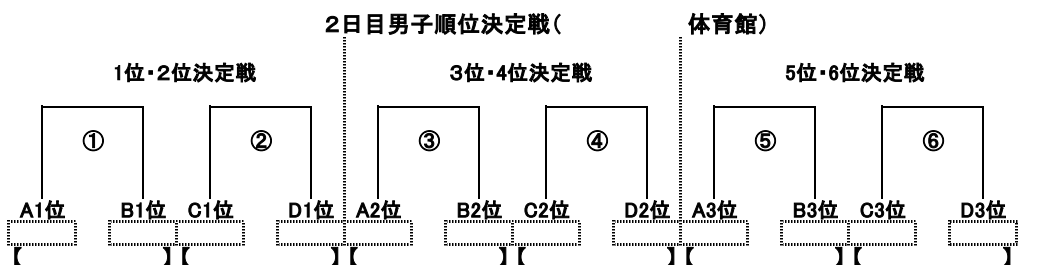 2日目男子順位決定戦(　　　　体育館)
1位・2位決定戦　3位・4位決定戦　5位・6位決定戦
① ② ③ ④ ⑤ ⑥
A1位 B1位 C1位 D1位 A2位 B2位 C2位 D2位 A3位 B3位 C3位 D3位